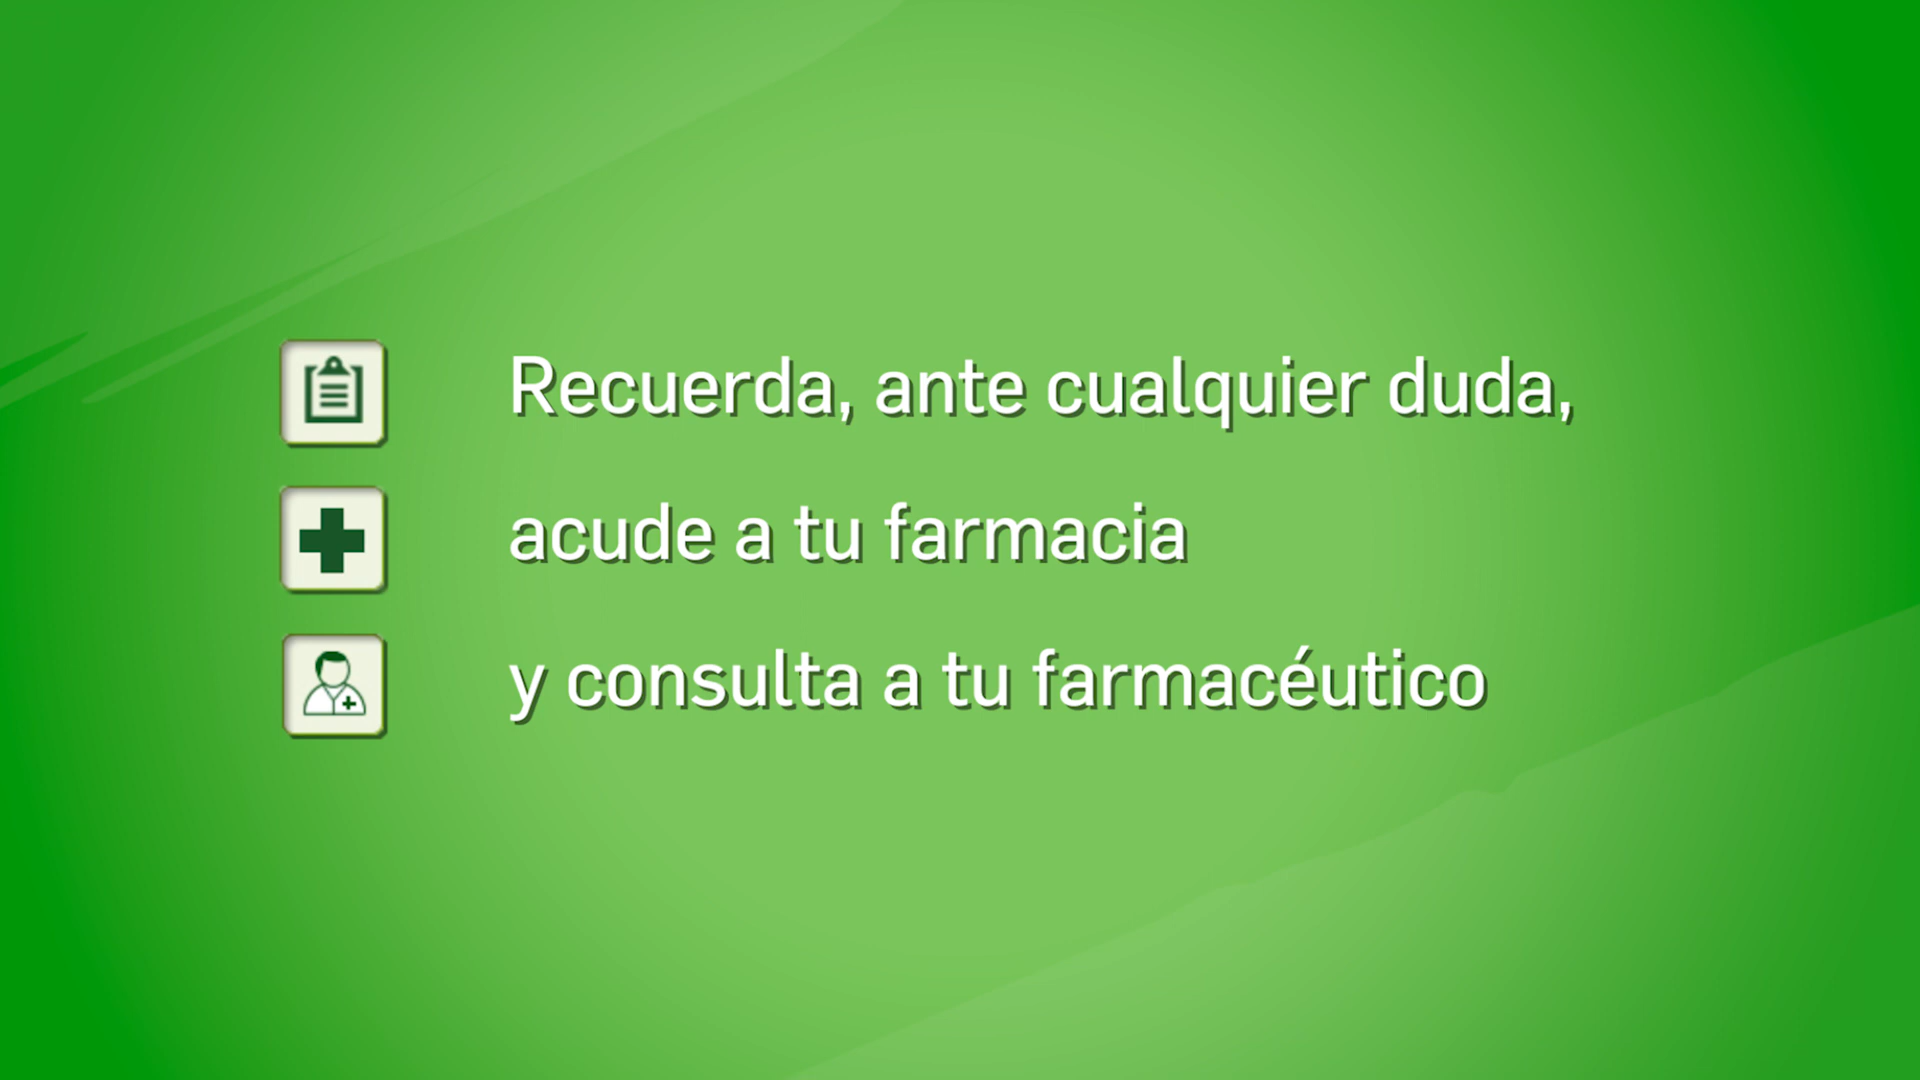 Recuerda, ante cualquier duda,
acude a tu farmacia
y consulta a tu farmacéutico